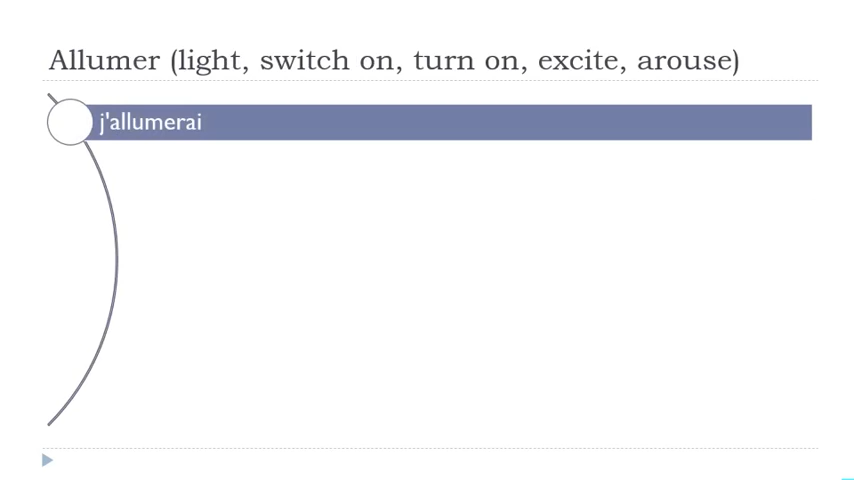 Allumer (light, switch on, turn on, excite, arouse)
j'allumerai